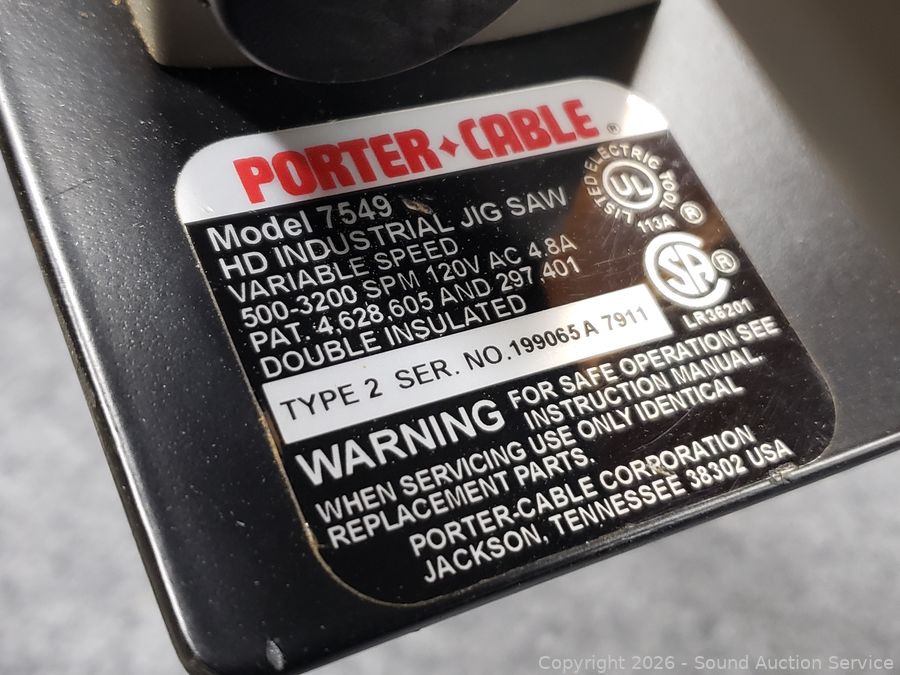 PORTER+CABLE®
Model 7549
HD INDUSTRIAL JIG SAW
VARIABLE SPEED
500-3200 SPM 120V AC 4.8A
PAT. 4,628,605 AND 297,401
DOUBLE INSULATED
LISTED ELECTRIC TOOL
UL
®
113A
CSA®
LR36201
TYPE 2 SER. NO. 199065 A 7911
WARNING FOR SAFE OPERATION SEE
INSTRUCTION MANUAL.
WHEN SERVICING USE ONLY IDENTICAL
REPLACEMENT PARTS.
PORTER-CABLE CORPORATION
JACKSON, TENNESSEE 38302 USA
Copyright 2026 - Sound Auction Service